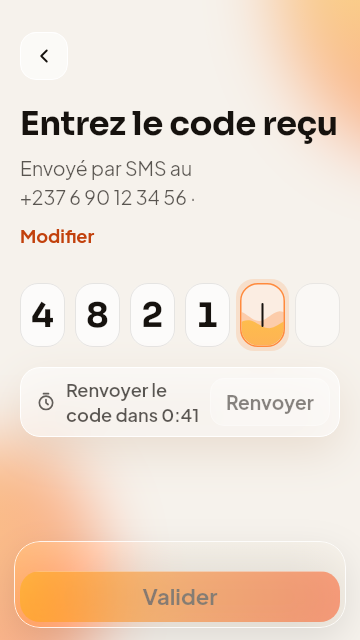 Entrez le code reçu
Envoyé par SMS au
+237 6 90 12 34 56 ·
Modifier
4 8 2 1
Renvoyer le
code dans 0:41
Renvoyer
Valider